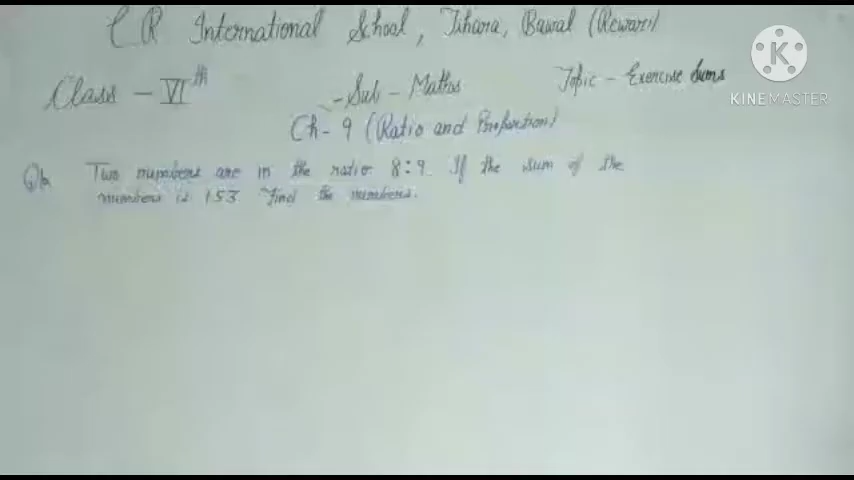 C R International School, Jihara, Bawal (Rewari)
Class - VIth - Sub - Maths Topic - Exercise Sums
Ch- 9 (Ratio and Proportion)
Two numbers are in the ratio 8:9. If the sum of the
numbers is 153 find the numbers.
K
KINEMASTER